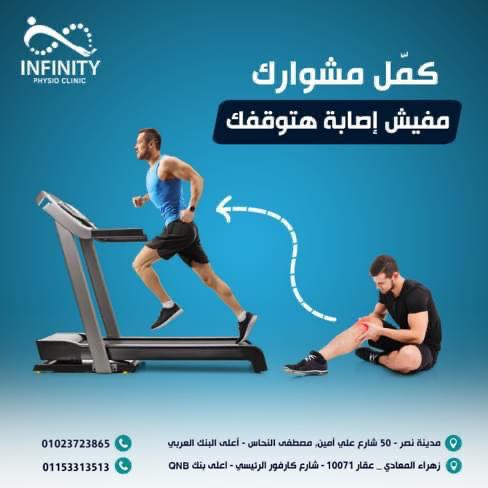 INFINITY
PHYSIO CLINIC
كمّل مشوارك
مفيش إصابة هتوقفك
مدينة نصر - 50 شارع علي أمين, مصطفى النحاس - أعلى البنك العربي
01023723865
زهراء المعادي _ عقار 10071 - شارع كارفور الرئيسي - اعلى بنك QNB
01153313513